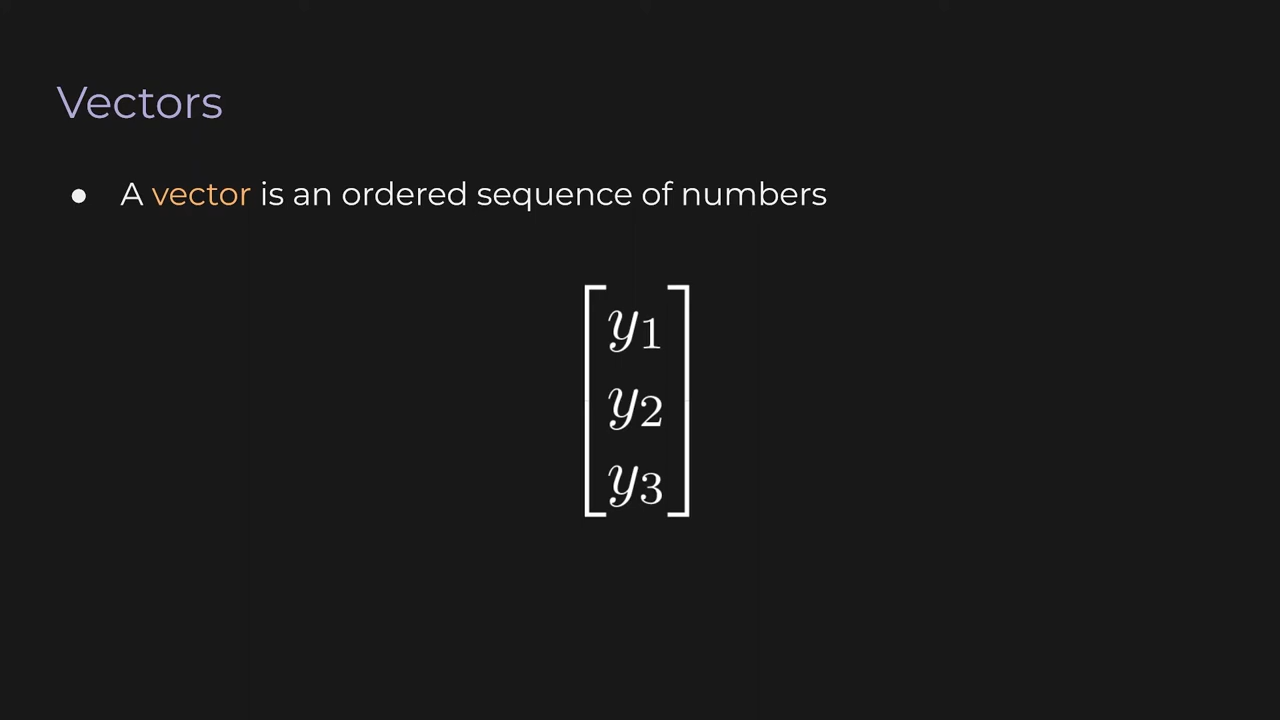 Vectors
● A vector is an ordered sequence of numbers
y₁
y₂
y₃